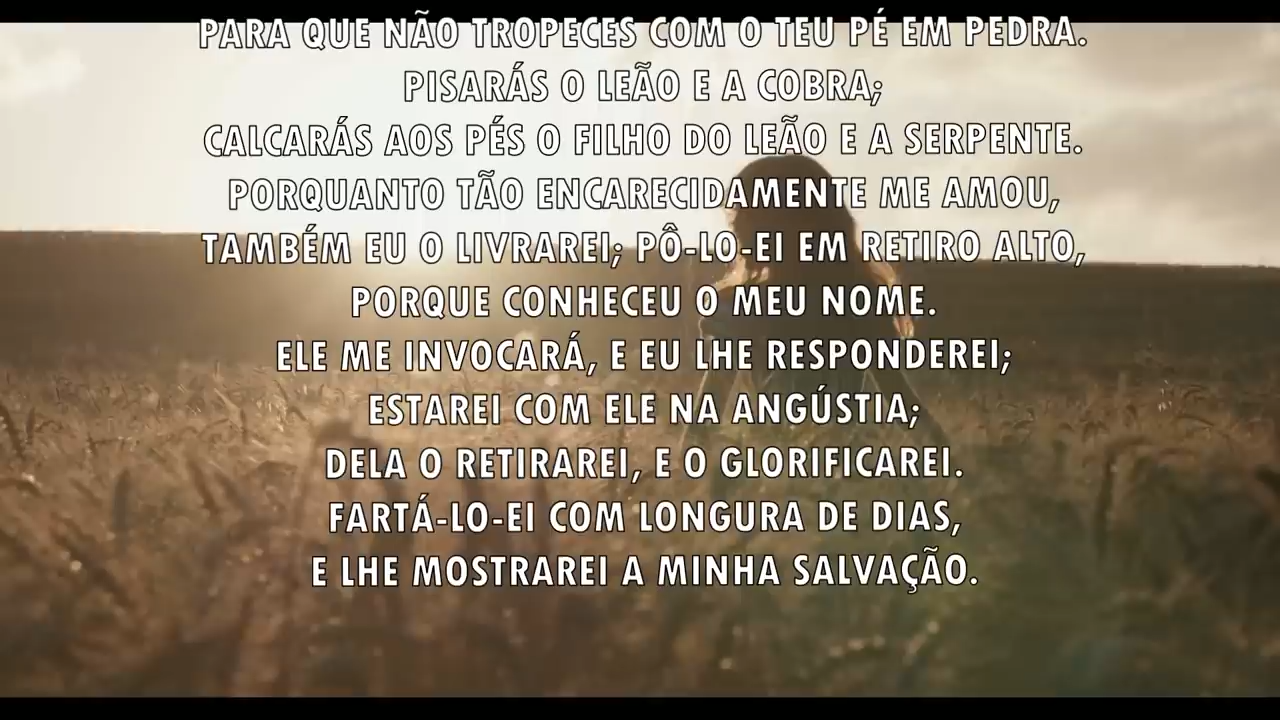 PARA QUE NÃO TROPECES COM O TEU PÉ EM PEDRA.
PISARÁS O LEÃO E A COBRA;
CALCARÁS AOS PÉS O FILHO DO LEÃO E A SERPENTE.
PORQUANTO TÃO ENCARECIDAMENTE ME AMOU,
TAMBÉM EU O LIVRAREI; PÔ-LO-EI EM RETIRO ALTO,
PORQUE CONHECEU O MEU NOME.
ELE ME INVOCARÁ, E EU LHE RESPONDEREI;
ESTAREI COM ELE NA ANGÚSTIA;
DELA O RETIRAREI, E O GLORIFICAREI.
FARTÁ-LO-EI COM LONGURA DE DIAS,
E LHE MOSTRAREI A MINHA SALVAÇÃO.